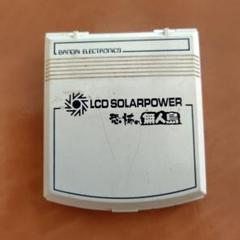 BANDAI ELECTRONICS
LCD SOLARPOWER
恐怖の無人島